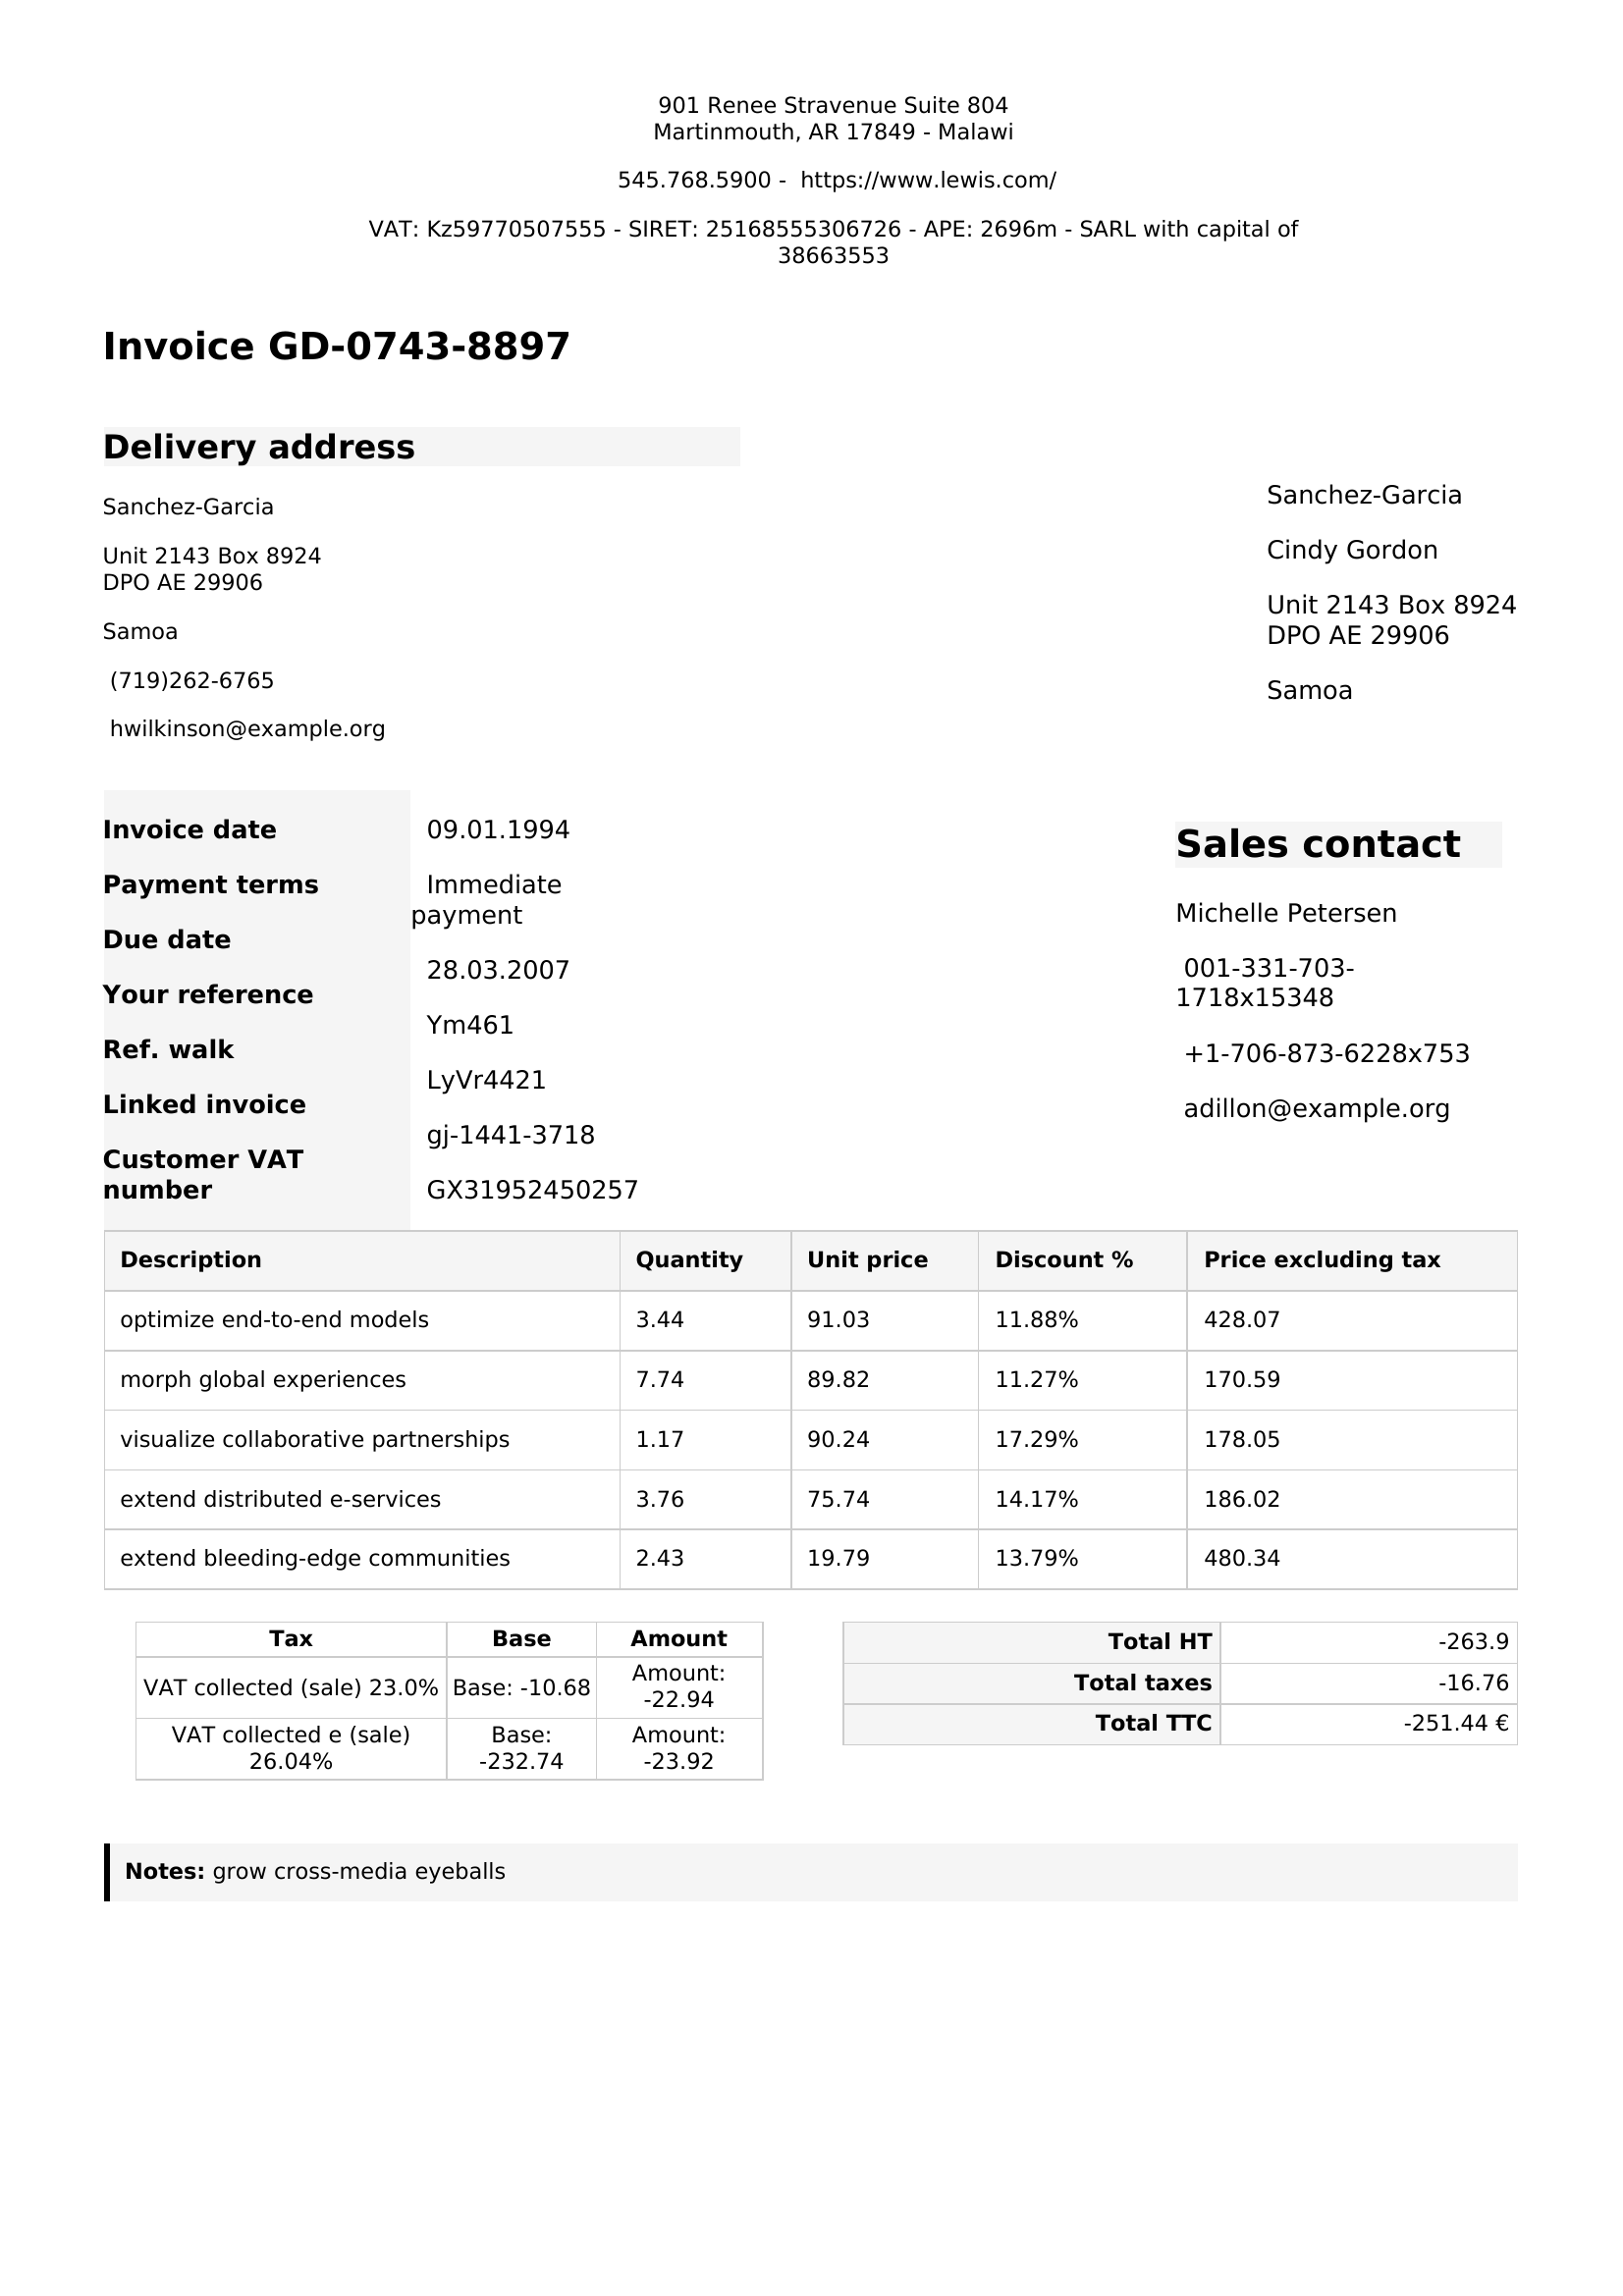 901 Renee Stravenue Suite 804
Martinmouth, AR 17849 - Malawi
545.768.5900 - https://www.lewis.com/
VAT: Kz59770507555 - SIRET: 25168555306726 - APE: 2696m - SARL with capital of
38663553
Invoice GD-0743-8897
Delivery address
Sanchez-Garcia
Unit 2143 Box 8924
DPO AE 29906
Samoa
(719)262-6765
hwilkinson@example.org
Sanchez-Garcia
Cindy Gordon
Unit 2143 Box 8924
DPO AE 29906
Samoa
Invoice date
Payment terms
Due date
Your reference
Ref. walk
Linked invoice
Customer VAT
number
09.01.1994
Immediate
payment
28.03.2007
Ym461
LyVr4421
gj-1441-3718
GX31952450257
Sales contact
Michelle Petersen
001-331-703-
1718x15348
+1-706-873-6228x753
adillon@example.org
Description Quantity Unit price Discount % Price excluding tax
optimize end-to-end models 3.44 91.03 11.88% 428.07
morph global experiences 7.74 89.82 11.27% 170.59
visualize collaborative partnerships 1.17 90.24 17.29% 178.05
extend distributed e-services 3.76 75.74 14.17% 186.02
extend bleeding-edge communities 2.43 19.79 13.79% 480.34
Tax Base Amount
VAT collected (sale) 23.0% Base: -10.68 Amount:
-22.94
VAT collected e (sale) Base: Amount:
26.04% -232.74 -23.92
Total HT -263.9
Total taxes -16.76
Total TTC -251.44 €
Notes: grow cross-media eyeballs